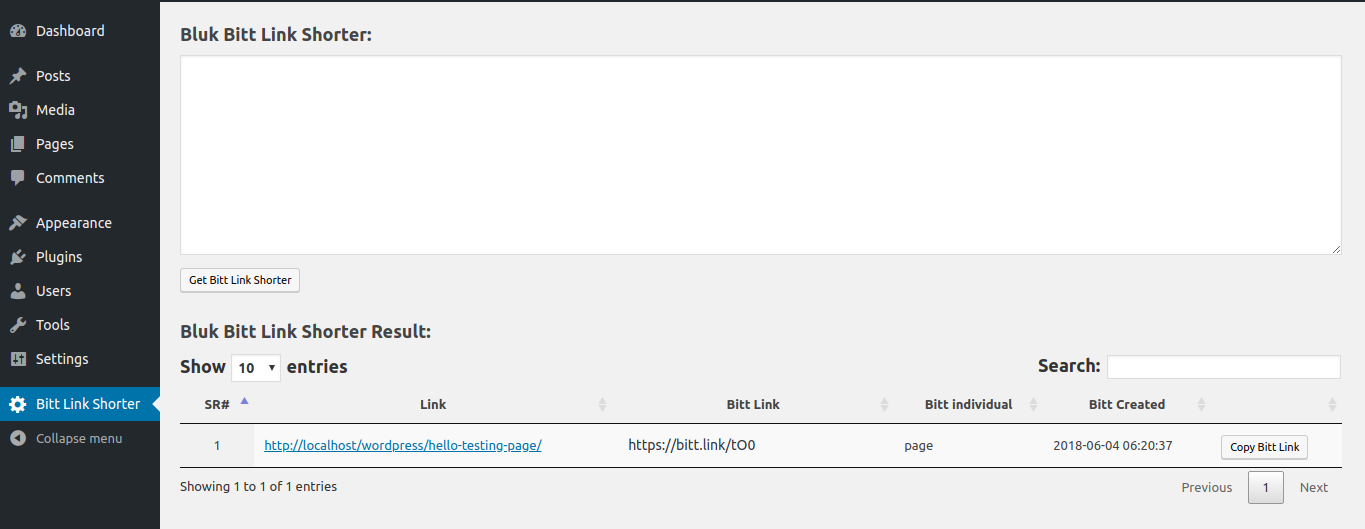 Dashboard
Posts
Media
Pages
Comments
Appearance
Plugins
Users
Tools
Settings
Bitt Link Shorter
Collapse menu
Bluk Bitt Link Shorter:
Get Bitt Link Shorter
Bluk Bitt Link Shorter Result:
Show 10 entries
Search:
SR# Link Bitt Link Bitt individual Bitt Created
1 http://localhost/wordpress/hello-testing-page/ https://bitt.link/tO0 page 2018-06-04 06:20:37 Copy Bitt Link
Showing 1 to 1 of 1 entries
Previous 1 Next